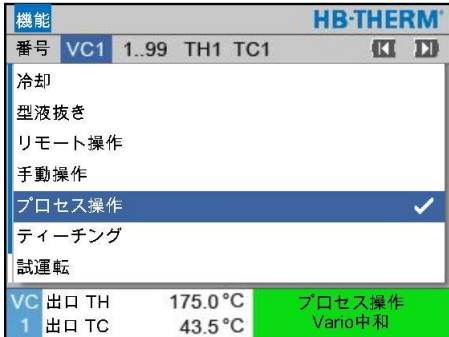 機能 HB-THERM®
番号 VC1 1..99 TH1 TC1
冷却
型液抜き
リモート操作
手動操作
プロセス操作
ティーチング
試運転
VC 出口 TH 175.0°C プロセス操作
1 出口 TC 43.5°C Vario中和